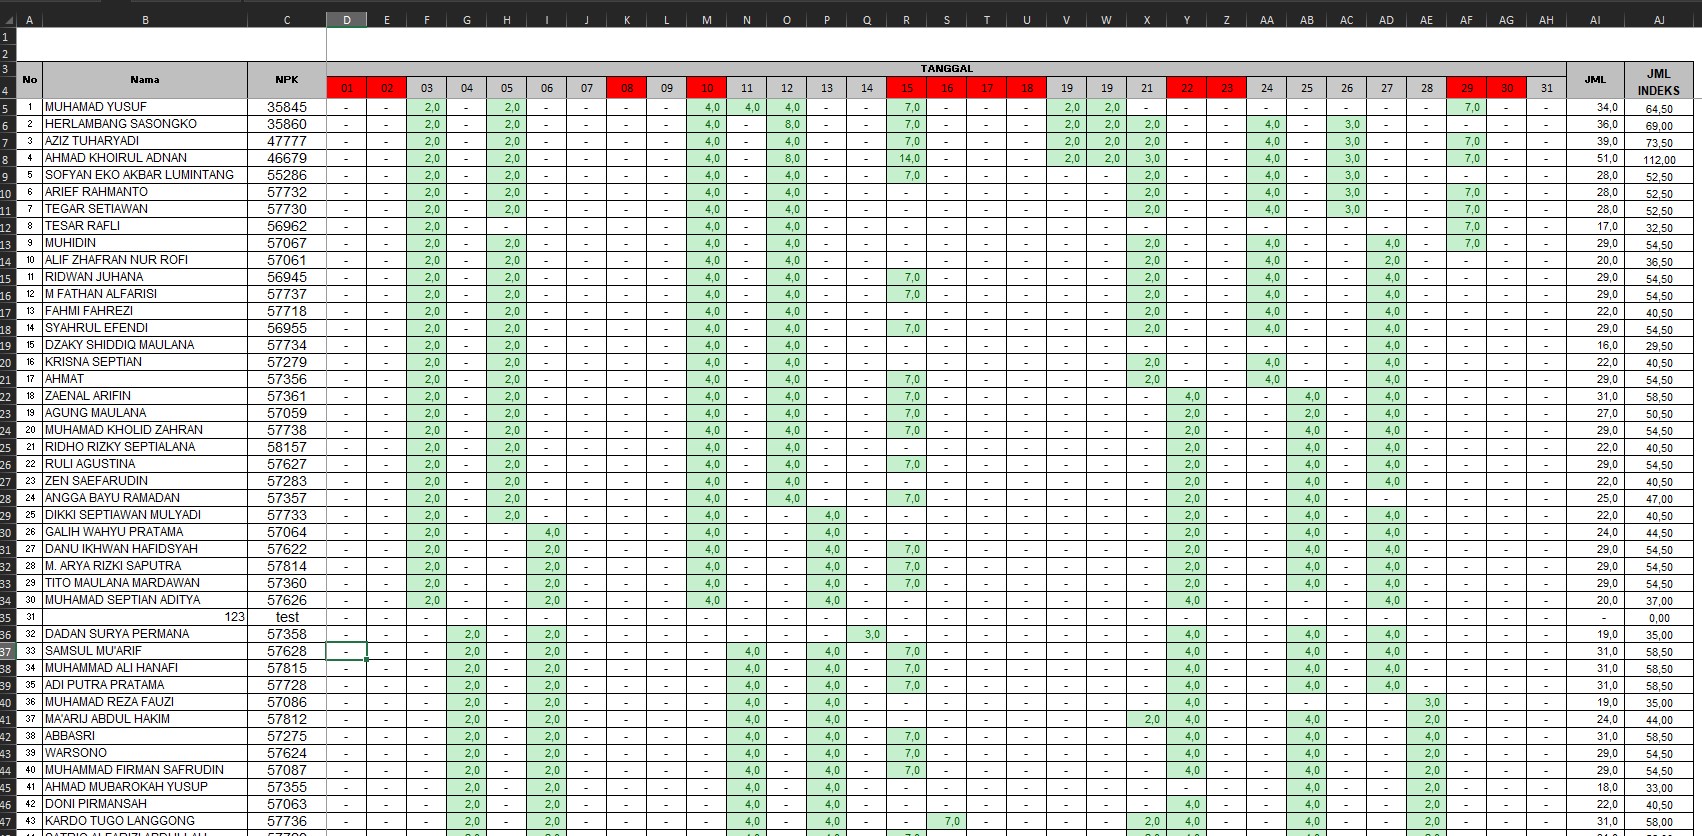 A B C D E F G H I J K L M N O P Q R S T U V W X Y Z AA AB AC AD AE AF AG AH AI AJ
1
2
3 No Nama NPK TANGGAL JML JML INDEKS
4 01 02 03 04 05 06 07 08 09 10 11 12 13 14 15 16 17 18 19 19 21 22 23 24 25 26 27 28 29 30 31
5 1 MUHAMAD YUSUF 35845 - - 2,0 - 2,0 - - - - 4,0 4,0 4,0 - - 7,0 - - - 2,0 2,0 - - - - - - - - 7,0 - - 34,0 64,50
6 2 HERLAMBANG SASONGKO 35860 - - 2,0 - 2,0 - - - - 4,0 - 8,0 - - 7,0 - - - 2,0 2,0 2,0 - - 4,0 - 3,0 - - - - - 36,0 69,00
7 3 AZIZ TUHARYADI 47777 - - 2,0 - 2,0 - - - - 4,0 - 4,0 - - 7,0 - - - 2,0 2,0 2,0 - - 4,0 - 3,0 - - 7,0 - - 39,0 73,50
8 4 AHMAD KHOIRUL ADNAN 46679 - - 2,0 - 2,0 - - - - 4,0 - 8,0 - - 14,0 - - - 2,0 2,0 3,0 - - 4,0 - 3,0 - - 7,0 - - 51,0 112,00
9 5 SOFYAN EKO AKBAR LUMINTANG 55286 - - 2,0 - 2,0 - - - - 4,0 - 4,0 - - 7,0 - - - - - 2,0 - - 4,0 - 3,0 - - - - - 28,0 52,50
10 6 ARIEF RAHMANTO 57732 - - 2,0 - 2,0 - - - - 4,0 - 4,0 - - - - - - - - 2,0 - - 4,0 - 3,0 - - 7,0 - - 28,0 52,50
11 7 TEGAR SETIAWAN 57730 - - 2,0 - 2,0 - - - - 4,0 - 4,0 - - - - - - - - 2,0 - - 4,0 - 3,0 - - 7,0 - - 28,0 52,50
12 8 TESAR RAFLI 56962 - - 2,0 - - - - - - 4,0 - 4,0 - - - - - - - - - - - - - - - - 7,0 - - 17,0 32,50
13 9 MUHIDIN 57067 - - 2,0 - 2,0 - - - - 4,0 - 4,0 - - - - - - - - 2,0 - - 4,0 - - 4,0 - 7,0 - - 29,0 54,50
14 10 ALIF ZHAFRAN NUR ROFI 57061 - - 2,0 - 2,0 - - - - 4,0 - 4,0 - - - - - - - - 2,0 - - 4,0 - - 2,0 - - - - 20,0 36,50
15 11 RIDWAN JUHANA 56945 - - 2,0 - 2,0 - - - - 4,0 - 4,0 - - 7,0 - - - - - 2,0 - - 4,0 - - 4,0 - - - - 29,0 54,50
16 12 M FATHAN ALFARISI 57737 - - 2,0 - 2,0 - - - - 4,0 - 4,0 - - 7,0 - - - - - 2,0 - - 4,0 - - 4,0 - - - - 29,0 54,50
17 13 FAHMI FAHREZI 57718 - - 2,0 - 2,0 - - - - 4,0 - 4,0 - - - - - - - - 2,0 - - 4,0 - - 4,0 - - - - 22,0 40,50
18 14 SYAHRUL EFENDI 56955 - - 2,0 - 2,0 - - - - 4,0 - 4,0 - - 7,0 - - - - - 2,0 - - 4,0 - - 4,0 - - - - 29,0 54,50
19 15 DZAKY SHIDDIQ MAULANA 57734 - - 2,0 - 2,0 - - - - 4,0 - 4,0 - - - - - - - - - - - - - - 4,0 - - - - 16,0 29,50
20 16 KRISNA SEPTIAN 57279 - - 2,0 - 2,0 - - - - 4,0 - 4,0 - - - - - - - - 2,0 - - 4,0 - - 4,0 - - - - 22,0 40,50
21 17 AHMAT 57356 - - 2,0 - 2,0 - - - - 4,0 - 4,0 - - 7,0 - - - - - 2,0 - - 4,0 - - 4,0 - - - - 29,0 54,50
22 18 ZAENAL ARIFIN 57361 - - 2,0 - 2,0 - - - - 4,0 - 4,0 - - 7,0 - - - - - - 4,0 - - 4,0 - 4,0 - - - - 31,0 58,50
23 19 AGUNG MAULANA 57059 - - 2,0 - 2,0 - - - - 4,0 - 4,0 - - 7,0 - - - - - - 2,0 - - 2,0 - 4,0 - - - - 27,0 50,50
24 20 MUHAMAD KHOLID ZAHRAN 57738 - - 2,0 - 2,0 - - - - 4,0 - 4,0 - - 7,0 - - - - - - 2,0 - - 4,0 - 4,0 - - - - 29,0 54,50
25 21 RIDHO RIZKY SEPTIALANA 58157 - - 2,0 - 2,0 - - - - 4,0 - 4,0 - - - - - - - - - 2,0 - - 4,0 - 4,0 - - - - 22,0 40,50
26 22 RULI AGUSTINA 57627 - - 2,0 - 2,0 - - - - 4,0 - 4,0 - - 7,0 - - - - - - 2,0 - - 4,0 - 4,0 - - - - 29,0 54,50
27 23 ZEN SAEFARUDIN 57283 - - 2,0 - 2,0 - - - - 4,0 - 4,0 - - - - - - - - - 2,0 - - 4,0 - 4,0 - - - - 22,0 40,50
28 24 ANGGA BAYU RAMADAN 57357 - - 2,0 - 2,0 - - - - 4,0 - 4,0 - - 7,0 - - - - - - 2,0 - - 4,0 - - - - - - 25,0 47,00
29 25 DIKKI SEPTIAWAN MULYADI 57733 - - 2,0 - 2,0 - - - - 4,0 - - 4,0 - - - - - - - - 2,0 - - 4,0 - 4,0 - - - - 22,0 40,50
30 26 GALIH WAHYU PRATAMA 57064 - - 2,0 - - 4,0 - - - 4,0 - - 4,0 - - - - - - - - 2,0 - - 4,0 - 4,0 - - - - 24,0 44,50
31 27 DANU IKHWAN HAFIDSYAH 57622 - - 2,0 - - 2,0 - - - 4,0 - - 4,0 - 7,0 - - - - - - 2,0 - - 4,0 - 4,0 - - - - 29,0 54,50
32 28 M. ARYA RIZKI SAPUTRA 57814 - - 2,0 - - 2,0 - - - 4,0 - - 4,0 - 7,0 - - - - - - 2,0 - - 4,0 - 4,0 - - - - 29,0 54,50
33 29 TITO MAULANA MARDAWAN 57360 - - 2,0 - - 2,0 - - - 4,0 - - 4,0 - 7,0 - - - - - - 2,0 - - 4,0 - 4,0 - - - - 29,0 54,50
34 30 MUHAMAD SEPTIAN ADITYA 57626 - - 2,0 - - 2,0 - - - 4,0 - - 4,0 - - - - - - - - 4,0 - - - - 4,0 - - - - 20,0 37,00
35 31 123 test - - - - - - - - - - - - - - - - - - - - - - - - - - - - - - - - 0,00
36 32 DADAN SURYA PERMANA 57358 - - - 2,0 - 2,0 - - - - - - - 3,0 - - - - - - - 4,0 - - 4,0 - 4,0 - - - - 19,0 35,00
37 33 SAMSUL MU'ARIF 57628 - - - 2,0 - 2,0 - - - - 4,0 - 4,0 - 7,0 - - - - - - 4,0 - - 4,0 - 4,0 - - - - 31,0 58,50
38 34 MUHAMMAD ALI HANAFI 57815 - - - 2,0 - 2,0 - - - - 4,0 - 4,0 - 7,0 - - - - - - 4,0 - - 4,0 - 4,0 - - - - 31,0 58,50
39 35 ADI PUTRA PRATAMA 57728 - - - 2,0 - 2,0 - - - - 4,0 - 4,0 - 7,0 - - - - - - 4,0 - - 4,0 - 4,0 - - - - 31,0 58,50
40 36 MUHAMAD REZA FAUZI 57086 - - - 2,0 - 2,0 - - - - 4,0 - 4,0 - - - - - - - - 4,0 - - - - - 3,0 - - - 19,0 35,00
41 37 MA'ARIJ ABDUL HAKIM 57812 - - - 2,0 - 2,0 - - - - 4,0 - 4,0 - - - - - - - 2,0 4,0 - - 4,0 - - 2,0 - - - 24,0 44,00
42 38 ABBASRI 57275 - - - 2,0 - 2,0 - - - - 4,0 - 4,0 - 7,0 - - - - - - 4,0 - - 4,0 - - 4,0 - - - 31,0 58,50
43 39 WARSONO 57624 - - - 2,0 - 2,0 - - - - 4,0 - 4,0 - 7,0 - - - - - - 4,0 - - 4,0 - - 2,0 - - - 29,0 54,50
44 40 MUHAMMAD FIRMAN SAFRUDIN 57087 - - - 2,0 - 2,0 - - - - 4,0 - 4,0 - 7,0 - - - - - - 4,0 - - 4,0 - - 2,0 - - - 29,0 54,50
45 41 AHMAD MUBAROKAH YUSUP 57355 - - - 2,0 - 2,0 - - - - 4,0 - 4,0 - - - - - - - - - - - 4,0 - - 2,0 - - - 18,0 33,00
46 42 DONI PIRMANSAH 57063 - - - 2,0 - 2,0 - - - - 4,0 - 4,0 - - - - - - - - 4,0 - - 4,0 - - 2,0 - - - 22,0 40,50
47 43 KARDO TUGO LANGGONG 57736 - - - 2,0 - 2,0 - - - - 4,0 - 4,0 - - 7,0 - - - - 2,0 4,0 - - 4,0 - - 2,0 - - - 31,0 58,00